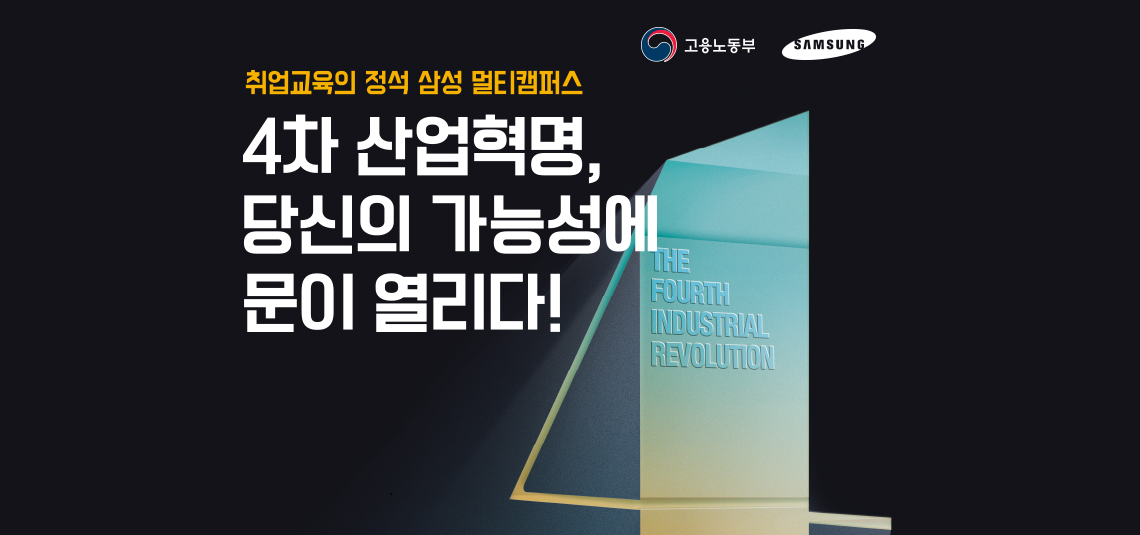 고용노동부 SAMSUNG
취업교육의 정석 삼성 멀티캠퍼스
4차 산업혁명,
당신의 가능성에
문이 열리다!
THE
FOURTH
INDUSTRIAL
REVOLUTION